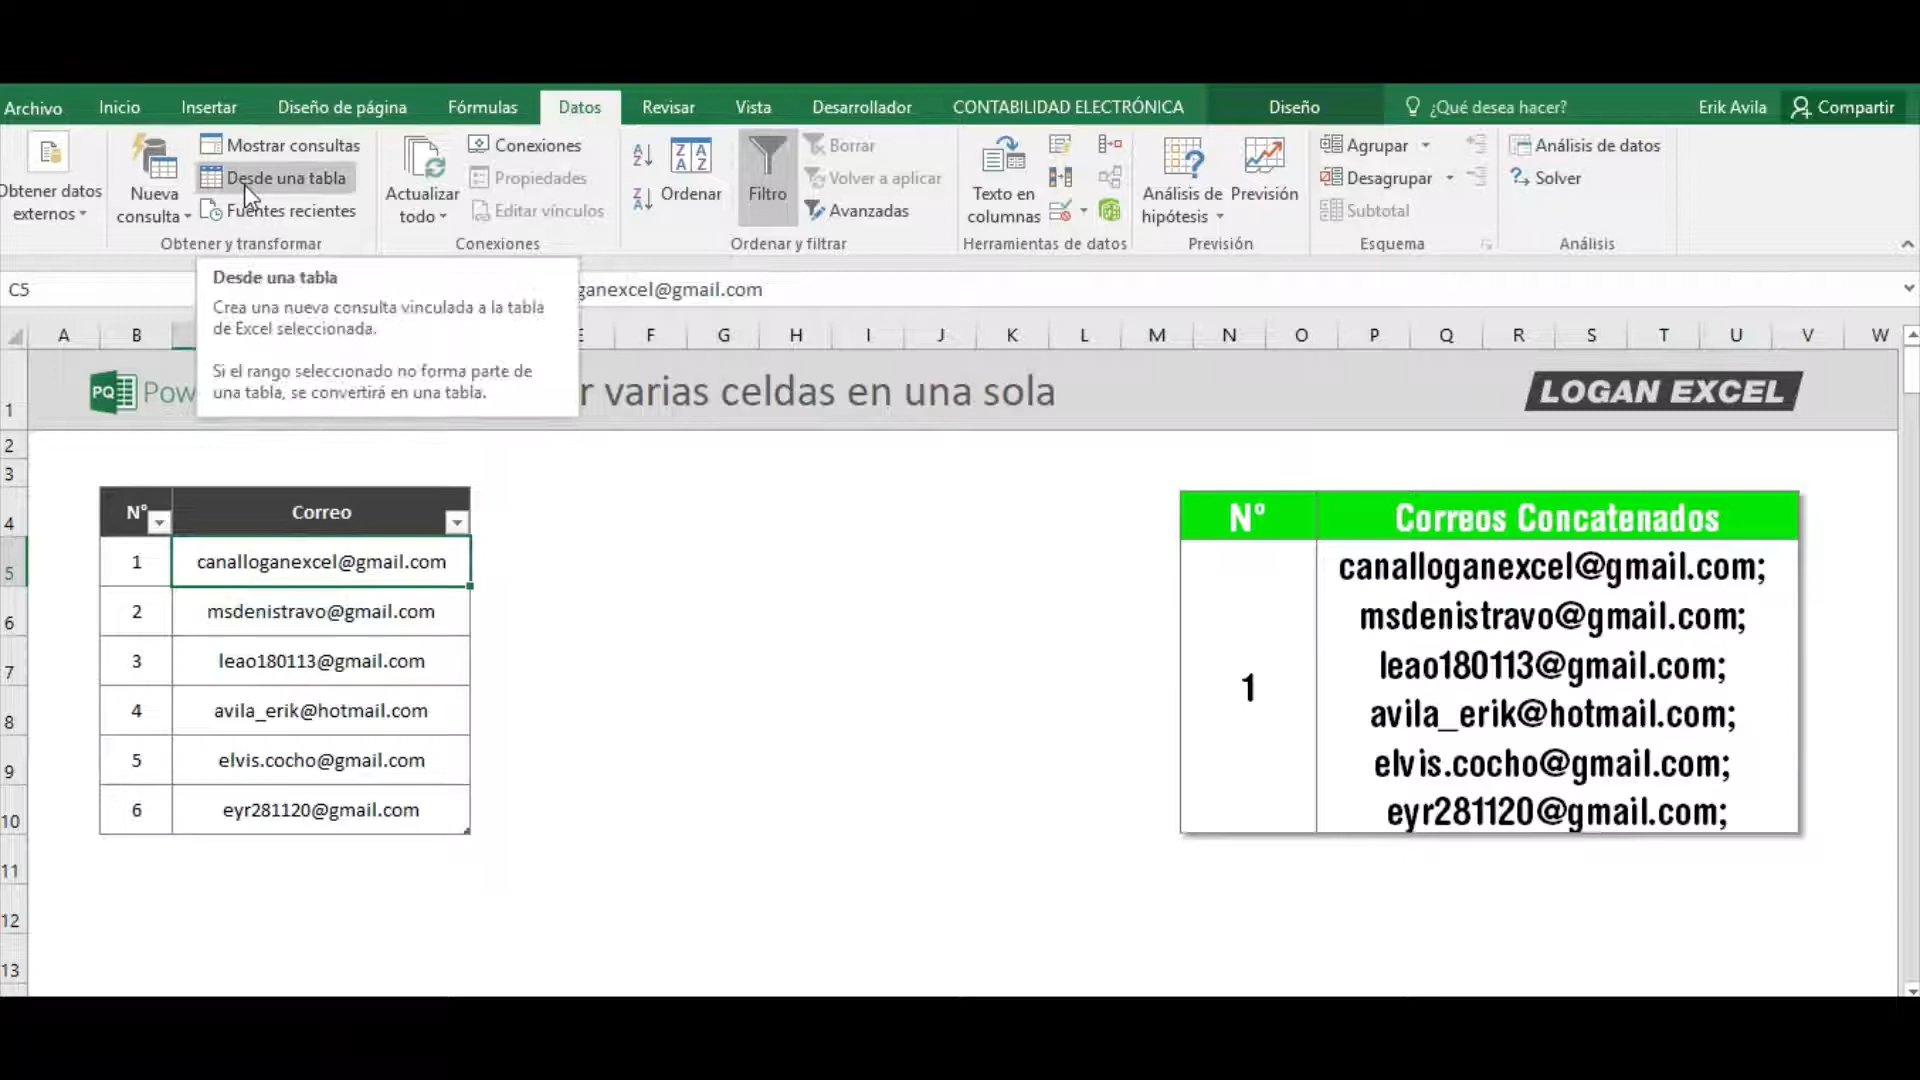 Archivo Inicio Insertar Diseño de página Fórmulas Datos Revisar Vista Desarrollador CONTABILIDAD ELECTRÓNICA Diseño ¿Qué desea hacer? Erik Avila Compartir
Obtener datos
externos
Nueva
consulta
Mostrar consultas
Desde una tabla
Fuentes recientes
Obtener y transformar
Actualizar
todo
Conexiones
Propiedades
Editar vínculos
Conexiones
Ordenar
Filtro
Borrar
Volver a aplicar
Avanzadas
Ordenar y filtrar
Texto en
columnas
Herramientas de datos
Análisis de
hipótesis
Previsión
Previsión
Agrupar
Desagrupar
Subtotal
Esquema
Análisis de datos
Solver
Análisis
C5
ganexcel@gmail.com
Desde una tabla
Crea una nueva consulta vinculada a la tabla
de Excel seleccionada.
Si el rango seleccionado no forma parte de
una tabla, se convertirá en una tabla.
A B E F G H I J K L M N O P Q R S T U V W
1
PQ Pow r varias celdas en una sola
LOGAN EXCEL
2
3
4
5
6
7
8
9
10
11
12
13
N° Correo
1 canalloganexcel@gmail.com
2 msdenistravo@gmail.com
3 leao180113@gmail.com
4 avila_erik@hotmail.com
5 elvis.cocho@gmail.com
6 eyr281120@gmail.com
N° Correos Concatenados
1
canalloganexcel@gmail.com;
msdenistravo@gmail.com;
leao180113@gmail.com;
avila_erik@hotmail.com;
elvis.cocho@gmail.com;
eyr281120@gmail.com;